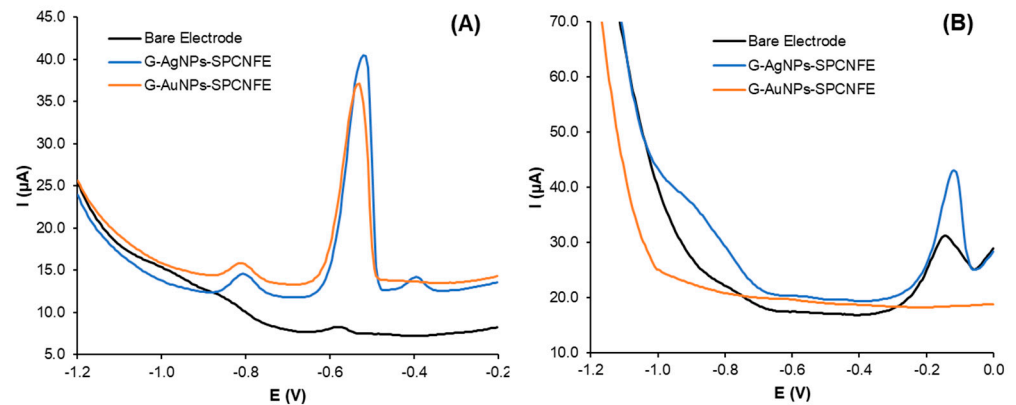 (A)
Bare Electrode
G-AgNPs-SPCNFE
G-AuNPs-SPCNFE
45.0
40.0
35.0
30.0
25.0
20.0
15.0
10.0
5.0
I (µA)
-1.2 -1.0 -0.8 -0.6 -0.4 -0.2
E (V)
(B)
Bare Electrode
G-AgNPs-SPCNFE
G-AuNPs-SPCNFE
70.0
60.0
50.0
40.0
30.0
20.0
10.0
I (µA)
-1.2 -1.0 -0.8 -0.6 -0.4 -0.2 0.0
E (V)